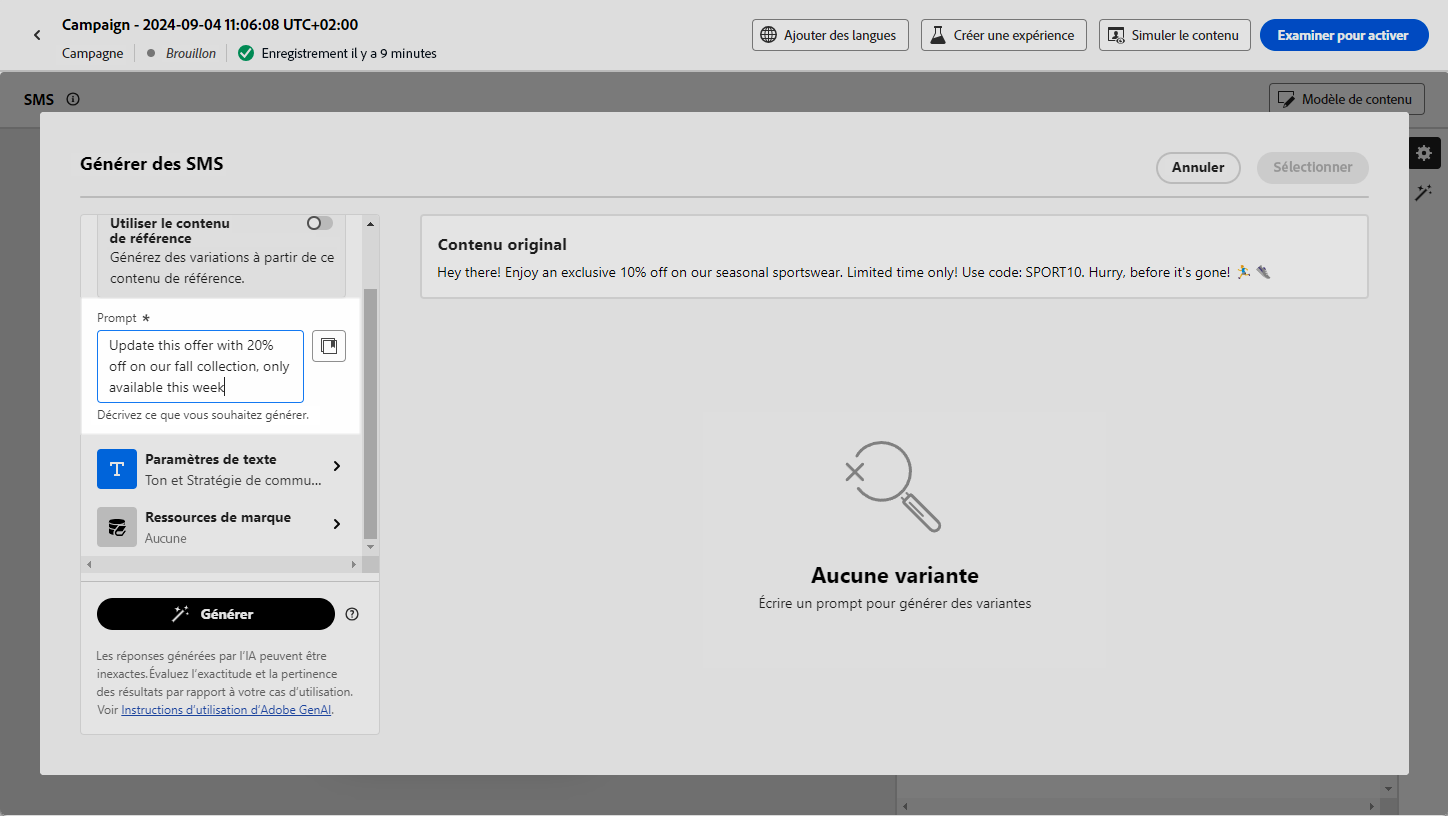 Campaign - 2024-09-04 11:06:08 UTC+02:00
Campagne
Brouillon
Enregistrement il y a 9 minutes
Ajouter des langues
Créer une expérience
Simuler le contenu
Examiner pour activer
SMS
Modèle de contenu
Générer des SMS
Annuler
Sélectionner
Utiliser le contenu
de référence
Générez des variations à partir de ce
contenu de référence.
Prompt *
Update this offer with 20%
off on our fall collection, only
available this week
Décrivez ce que vous souhaitez générer.
T
Paramètres de texte
Ton et Stratégie de commu...
Ressources de marque
Aucune
Générer
Les réponses générées par l'IA peuvent être
inexactes.Évaluez l'exactitude et la pertinence
des résultats par rapport à votre cas d'utilisation.
Voir Instructions d'utilisation d'Adobe GenAI.
Contenu original
Hey there! Enjoy an exclusive 10% off on our seasonal sportswear. Limited time only! Use code: SPORT10. Hurry, before it's gone! 🏃‍♂️ 👟
Aucune variante
Écrire un prompt pour générer des variantes